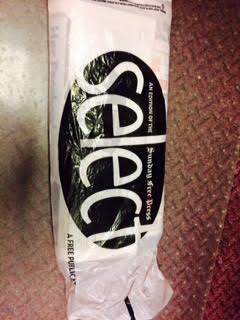 AN EDITION OF THE
Sunday Free Press
select
A FREE PUBLICA